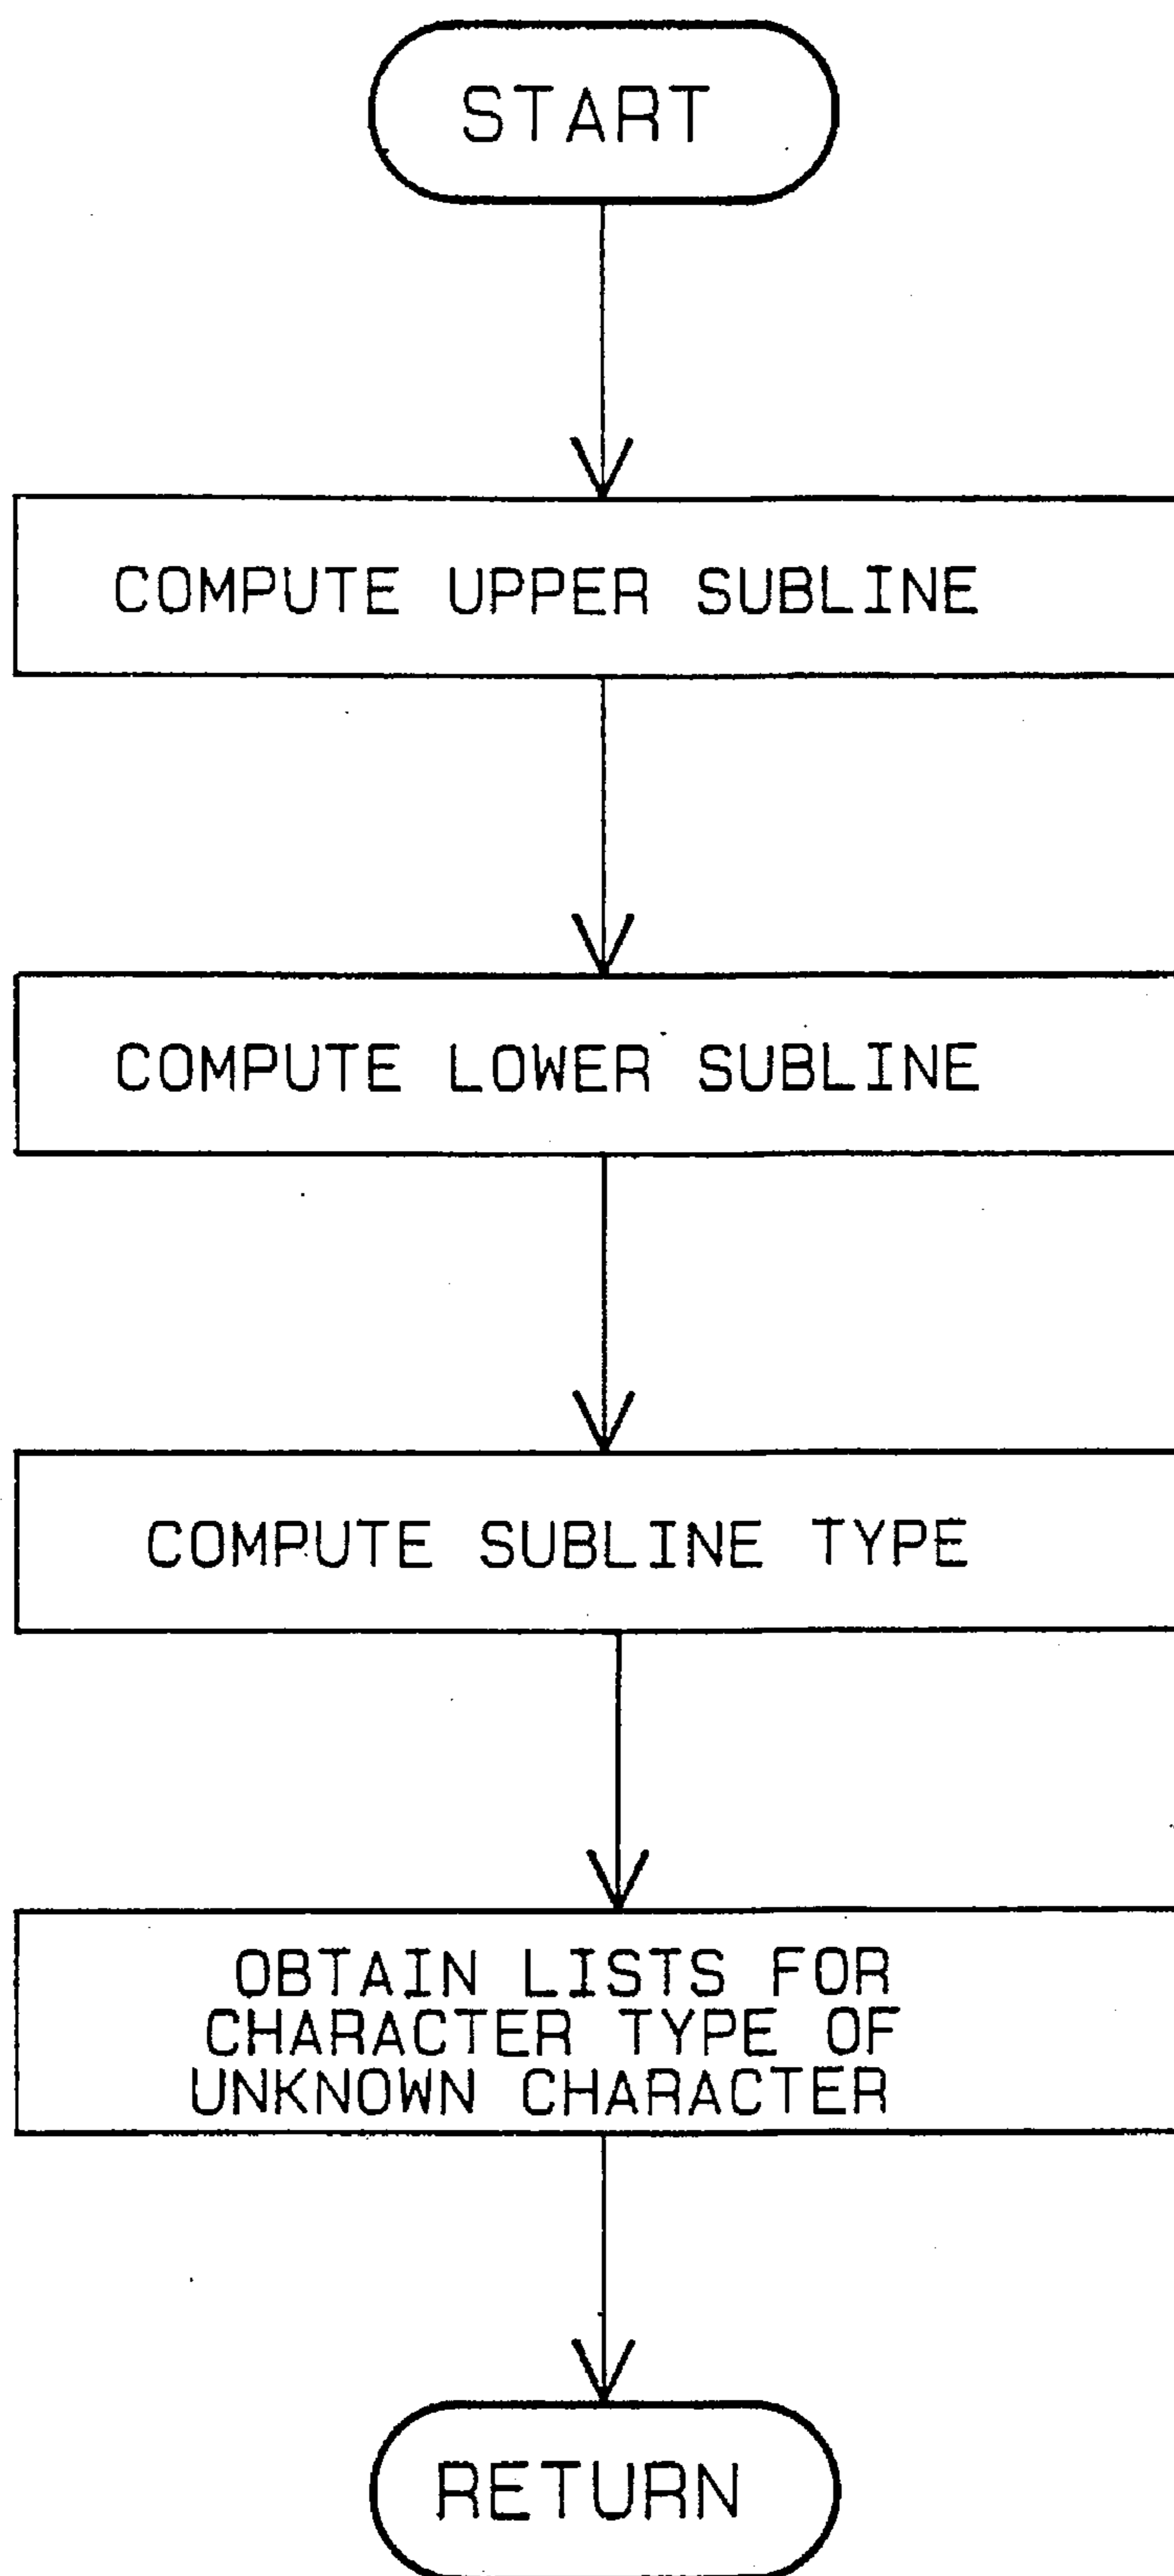 START
COMPUTE UPPER SUBLINE
COMPUTE LOWER SUBLINE
COMPUTE SUBLINE TYPE
OBTAIN LISTS FOR
CHARACTER TYPE OF
UNKNOWN CHARACTER
RETURN